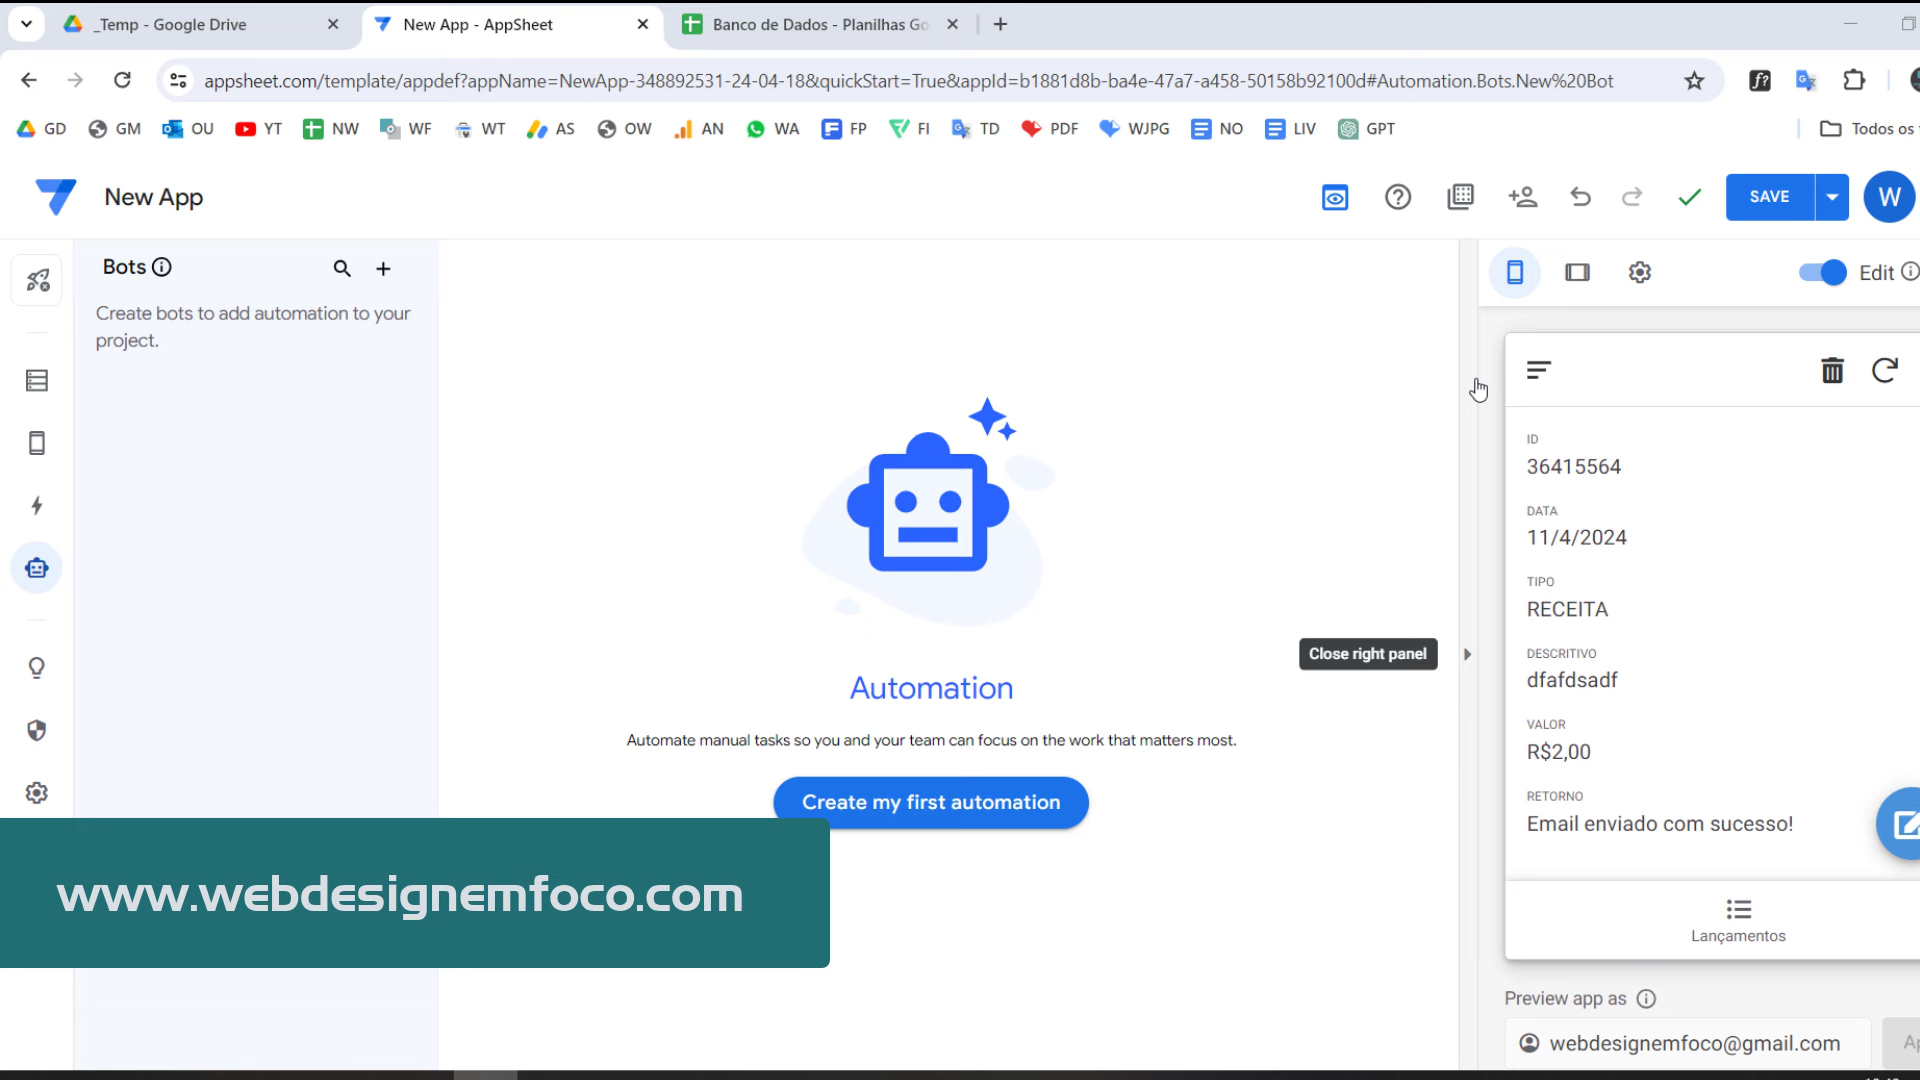 _Temp - Google Drive
New App - AppSheet
Banco de Dados - Planilhas Go
appsheet.com/template/appdef?appName=NewApp-348892531-24-04-18&quickStart=True&appId=b1881d8b-ba4e-47a7-a458-50158b92100d#Automation.Bots.New%20Bot
GD GM OU YT NW WF WT AS OW AN WA FP FI TD PDF WJPG NO LIV GPT
Todos os
New App
SAVE
W
Bots
Create bots to add automation to your
project.
Edit
Automation
Automate manual tasks so you and your team can focus on the work that matters most.
Create my first automation
Close right panel
ID
36415564
DATA
11/4/2024
TIPO
RECEITA
DESCRITIVO
dfafdsadf
VALOR
R$2,00
RETORNO
Email enviado com sucesso!
Lançamentos
Preview app as
webdesignemfoco@gmail.com
Ap
www.webdesignemfoco.com